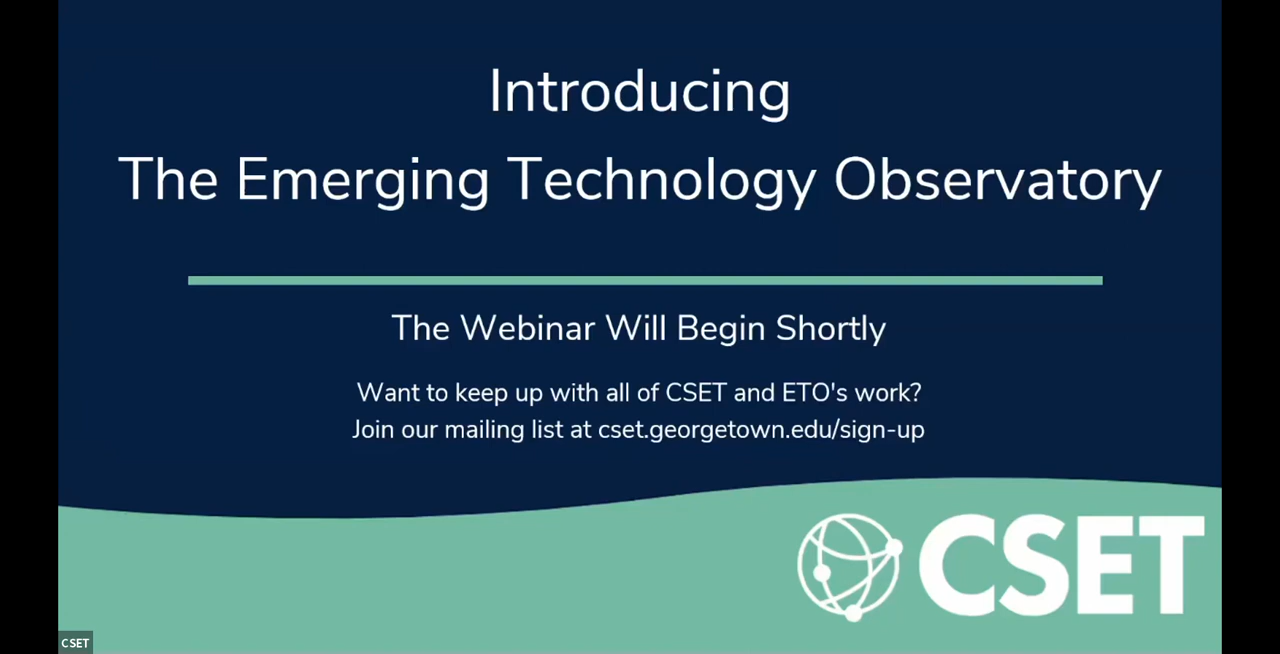 Introducing
The Emerging Technology Observatory
The Webinar Will Begin Shortly
Want to keep up with all of CSET and ETO's work?
Join our mailing list at cset.georgetown.edu/sign-up
CSET
CSET